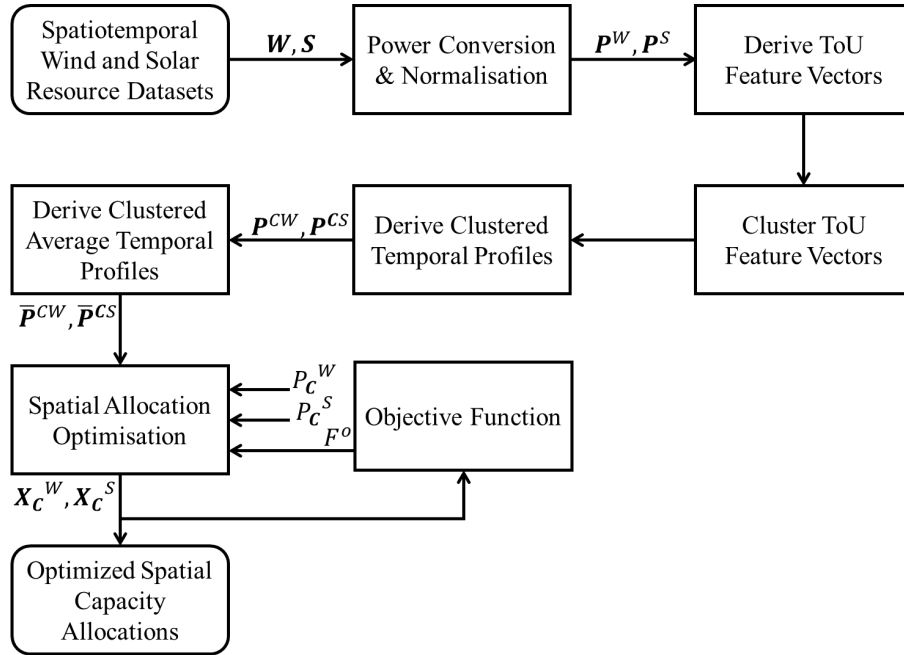 Spatiotemporal
Wind and Solar
Resource Datasets
W, S
Power Conversion
& Normalisation
P^W, P^S
Derive ToU
Feature Vectors
Cluster ToU
Feature Vectors
Derive Clustered
Temporal Profiles
P^CW, P^CS
Derive Clustered
Average Temporal
Profiles
P̅^CW, P̅^CS
Spatial Allocation
Optimisation
P_C^W
P_C^S
F^o
Objective Function
X_C^W, X_C^S
Optimized Spatial
Capacity
Allocations